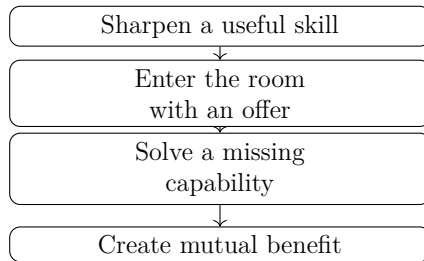 Sharpen a useful skill
Enter the room
with an offer
Solve a missing
capability
Create mutual benefit